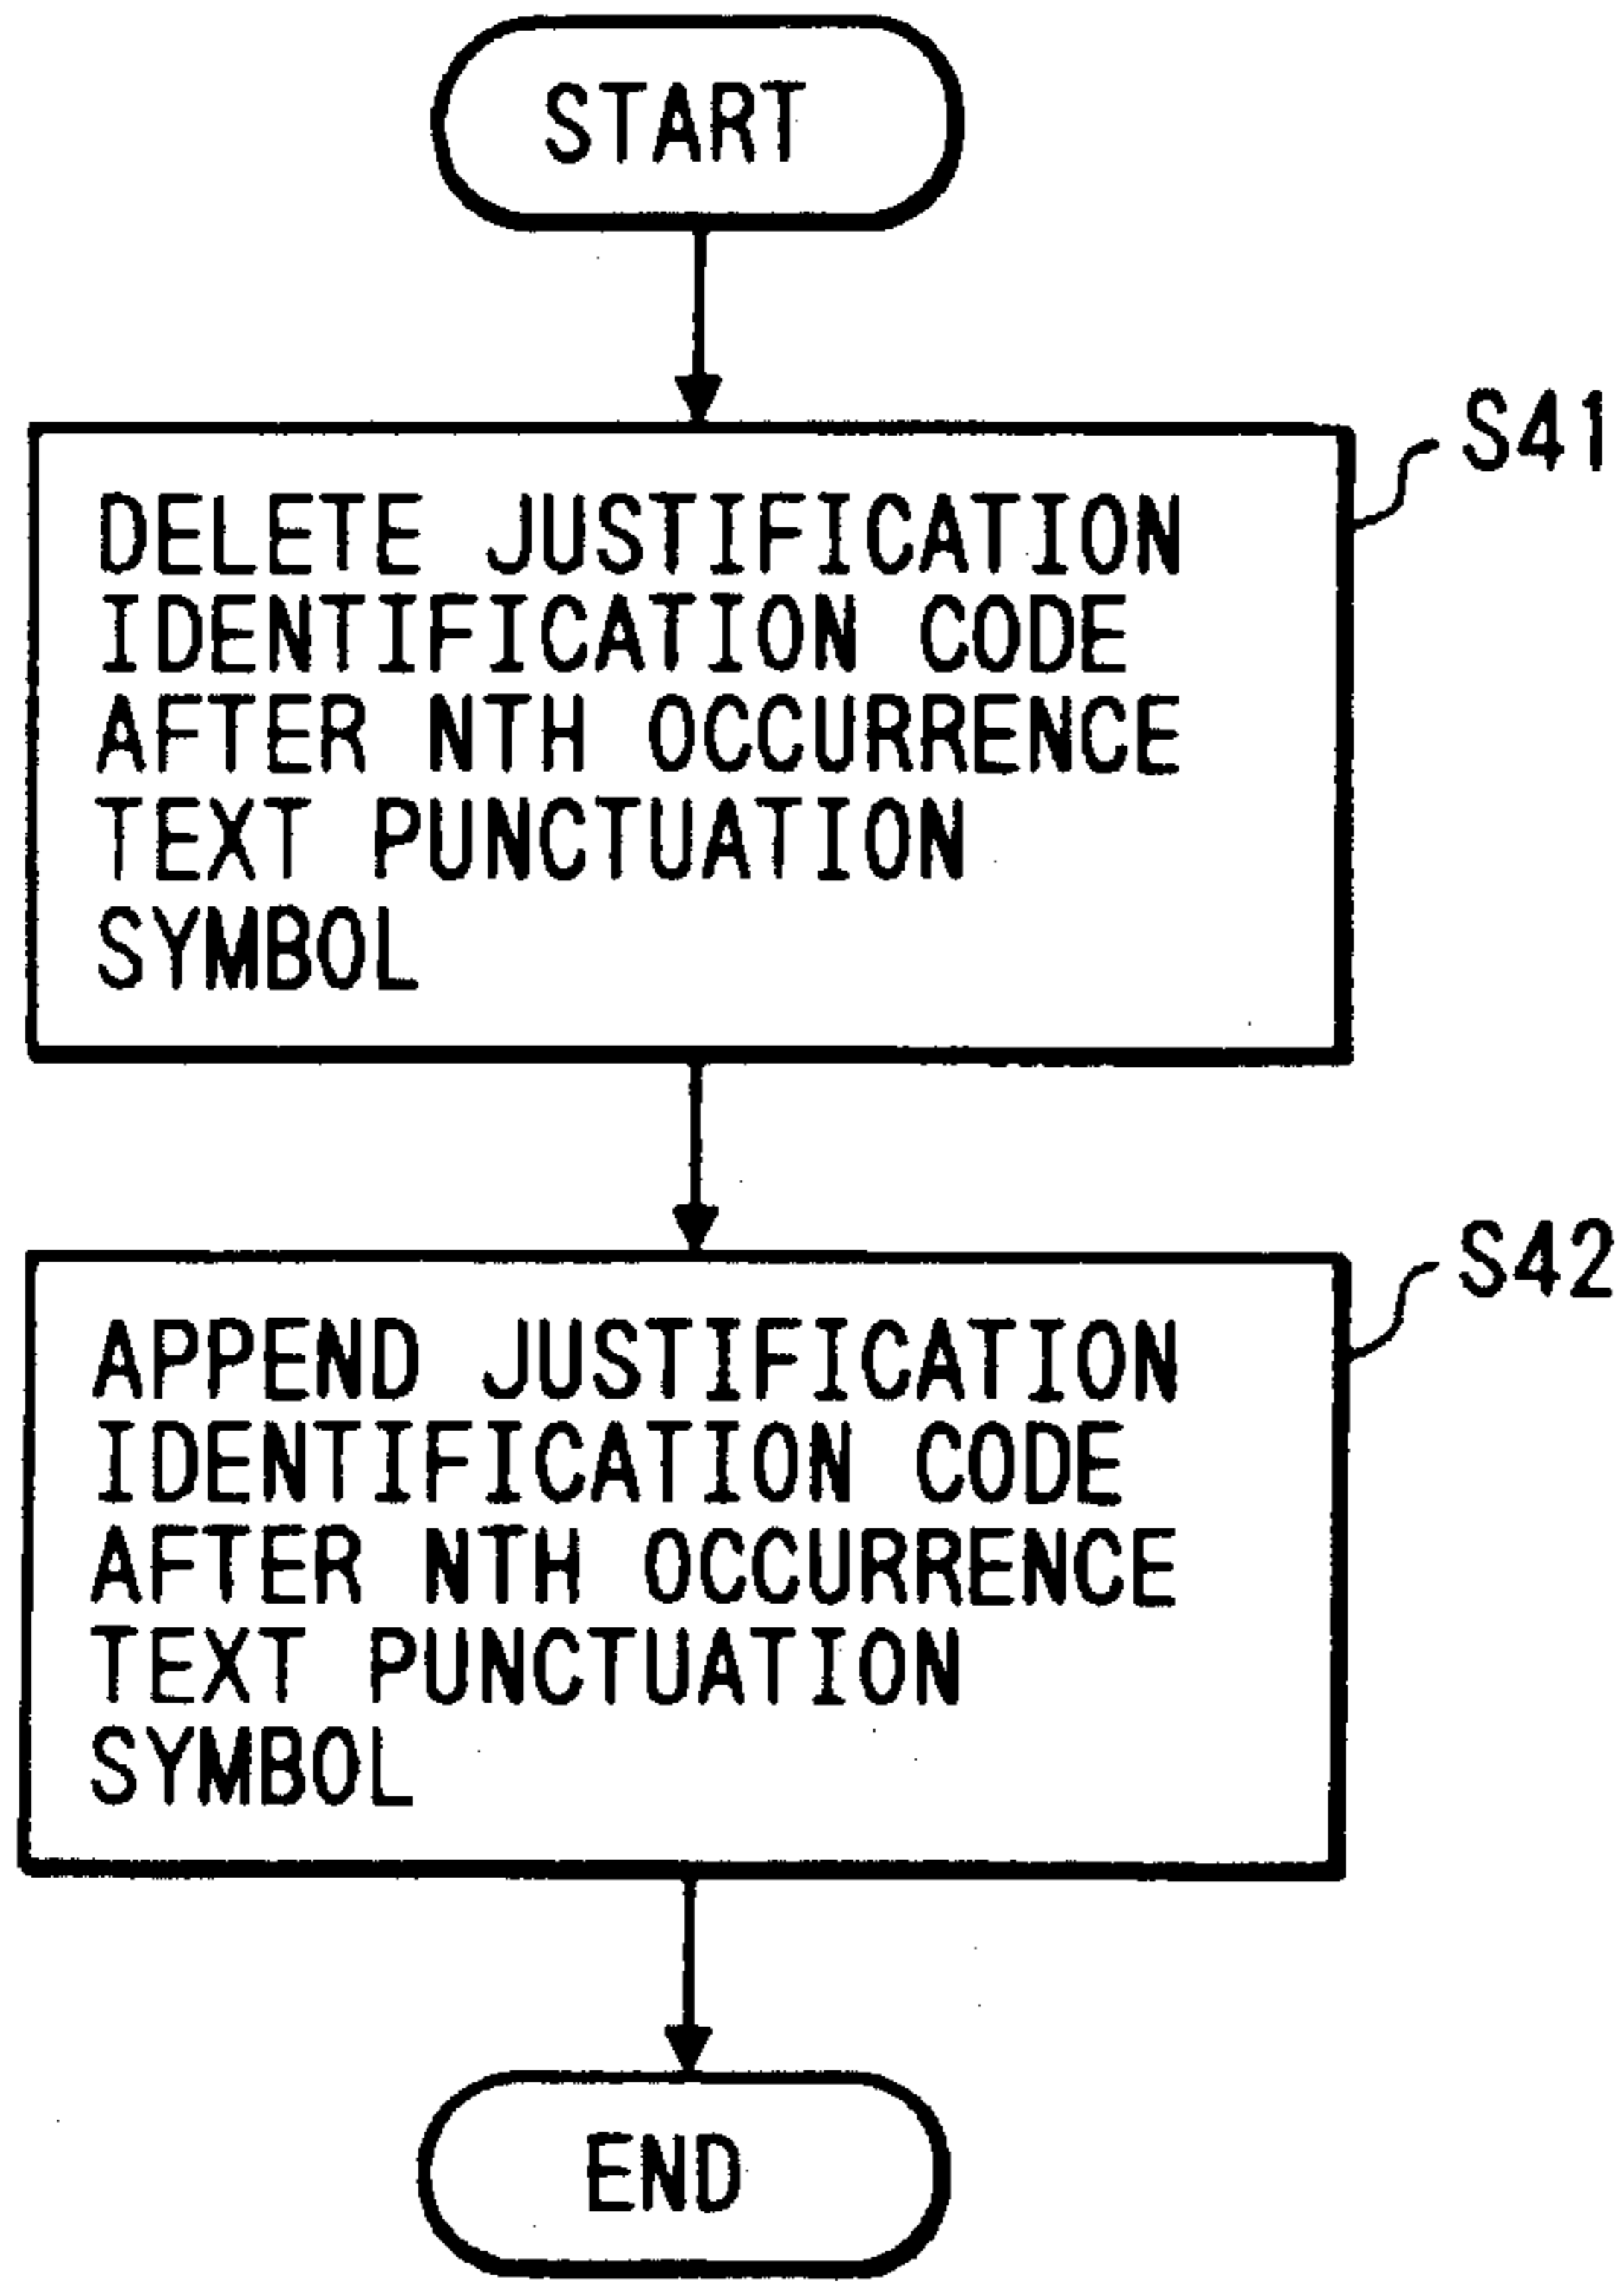 START
S41
DELETE JUSTIFICATION
IDENTIFICATION CODE
AFTER NTH OCCURRENCE
TEXT PUNCTUATION
SYMBOL
S42
APPEND JUSTIFICATION
IDENTIFICATION CODE
AFTER NTH OCCURRENCE
TEXT PUNCTUATION
SYMBOL
END